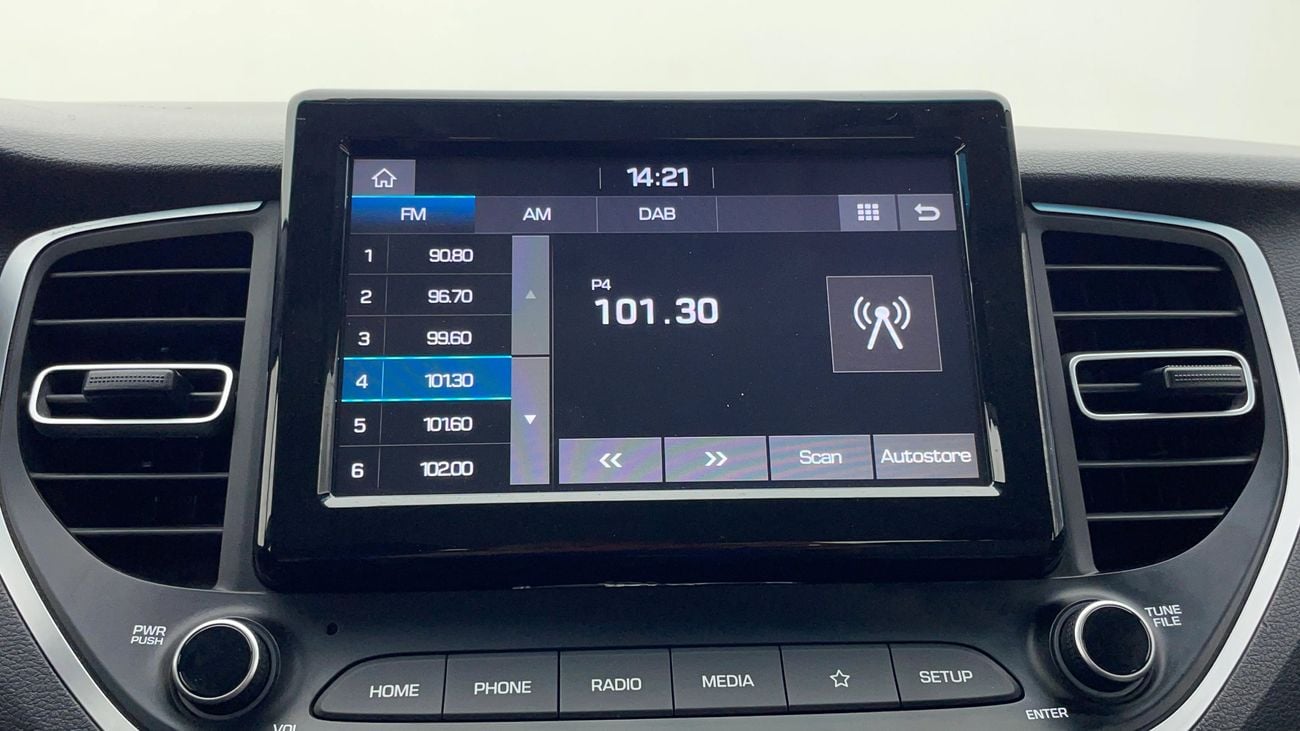 14:21
FM AM DAB
1 90.80
2 96.70
3 99.60
4 101.30
5 101.60
6 102.00
P4
101.30
Scan Autostore
PWR
PUSH
VOL
HOME PHONE RADIO MEDIA SETUP
TUNE
FILE
ENTER